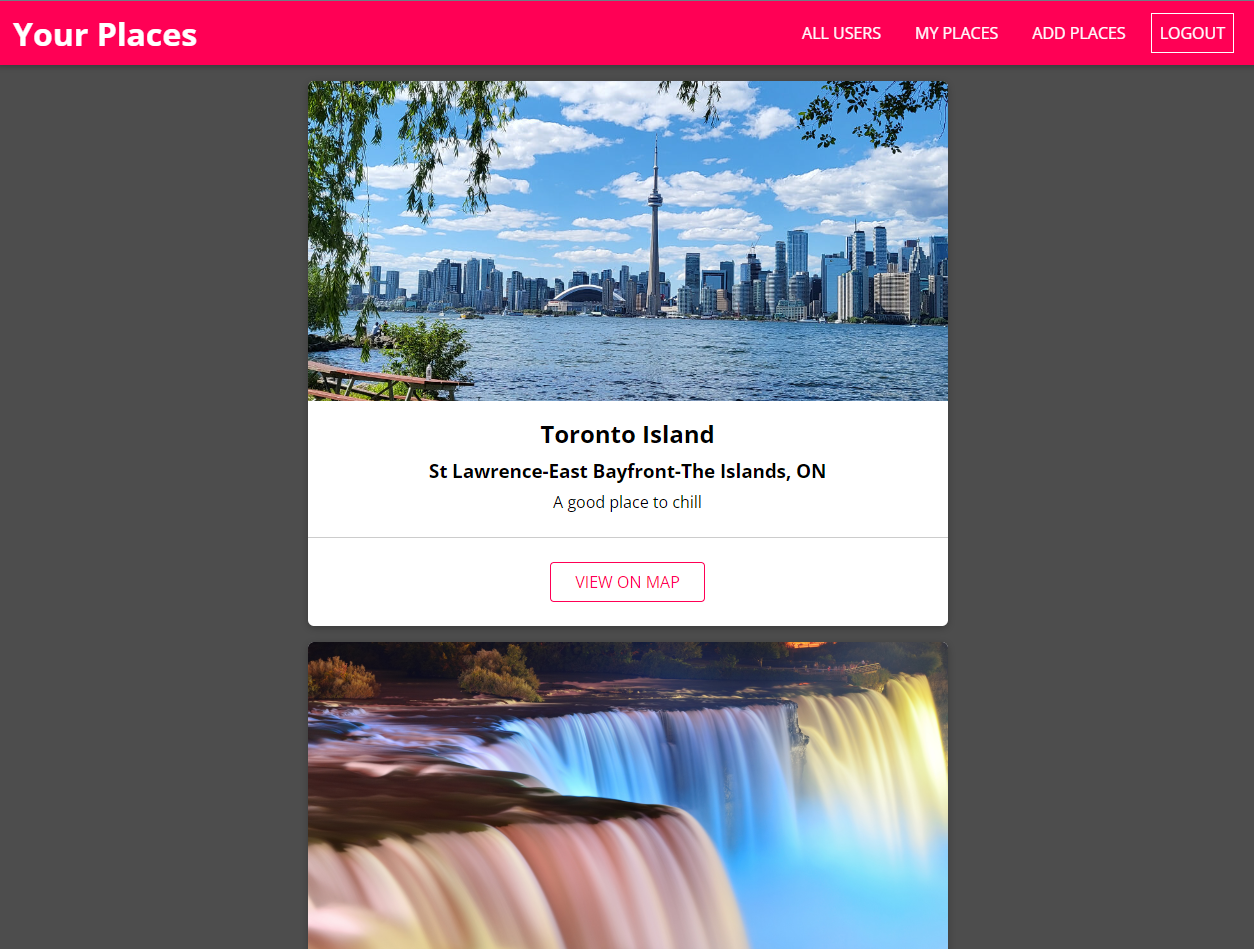 Your Places
ALL USERS
MY PLACES
ADD PLACES
LOGOUT
Toronto Island
St Lawrence-East Bayfront-The Islands, ON
A good place to chill
VIEW ON MAP